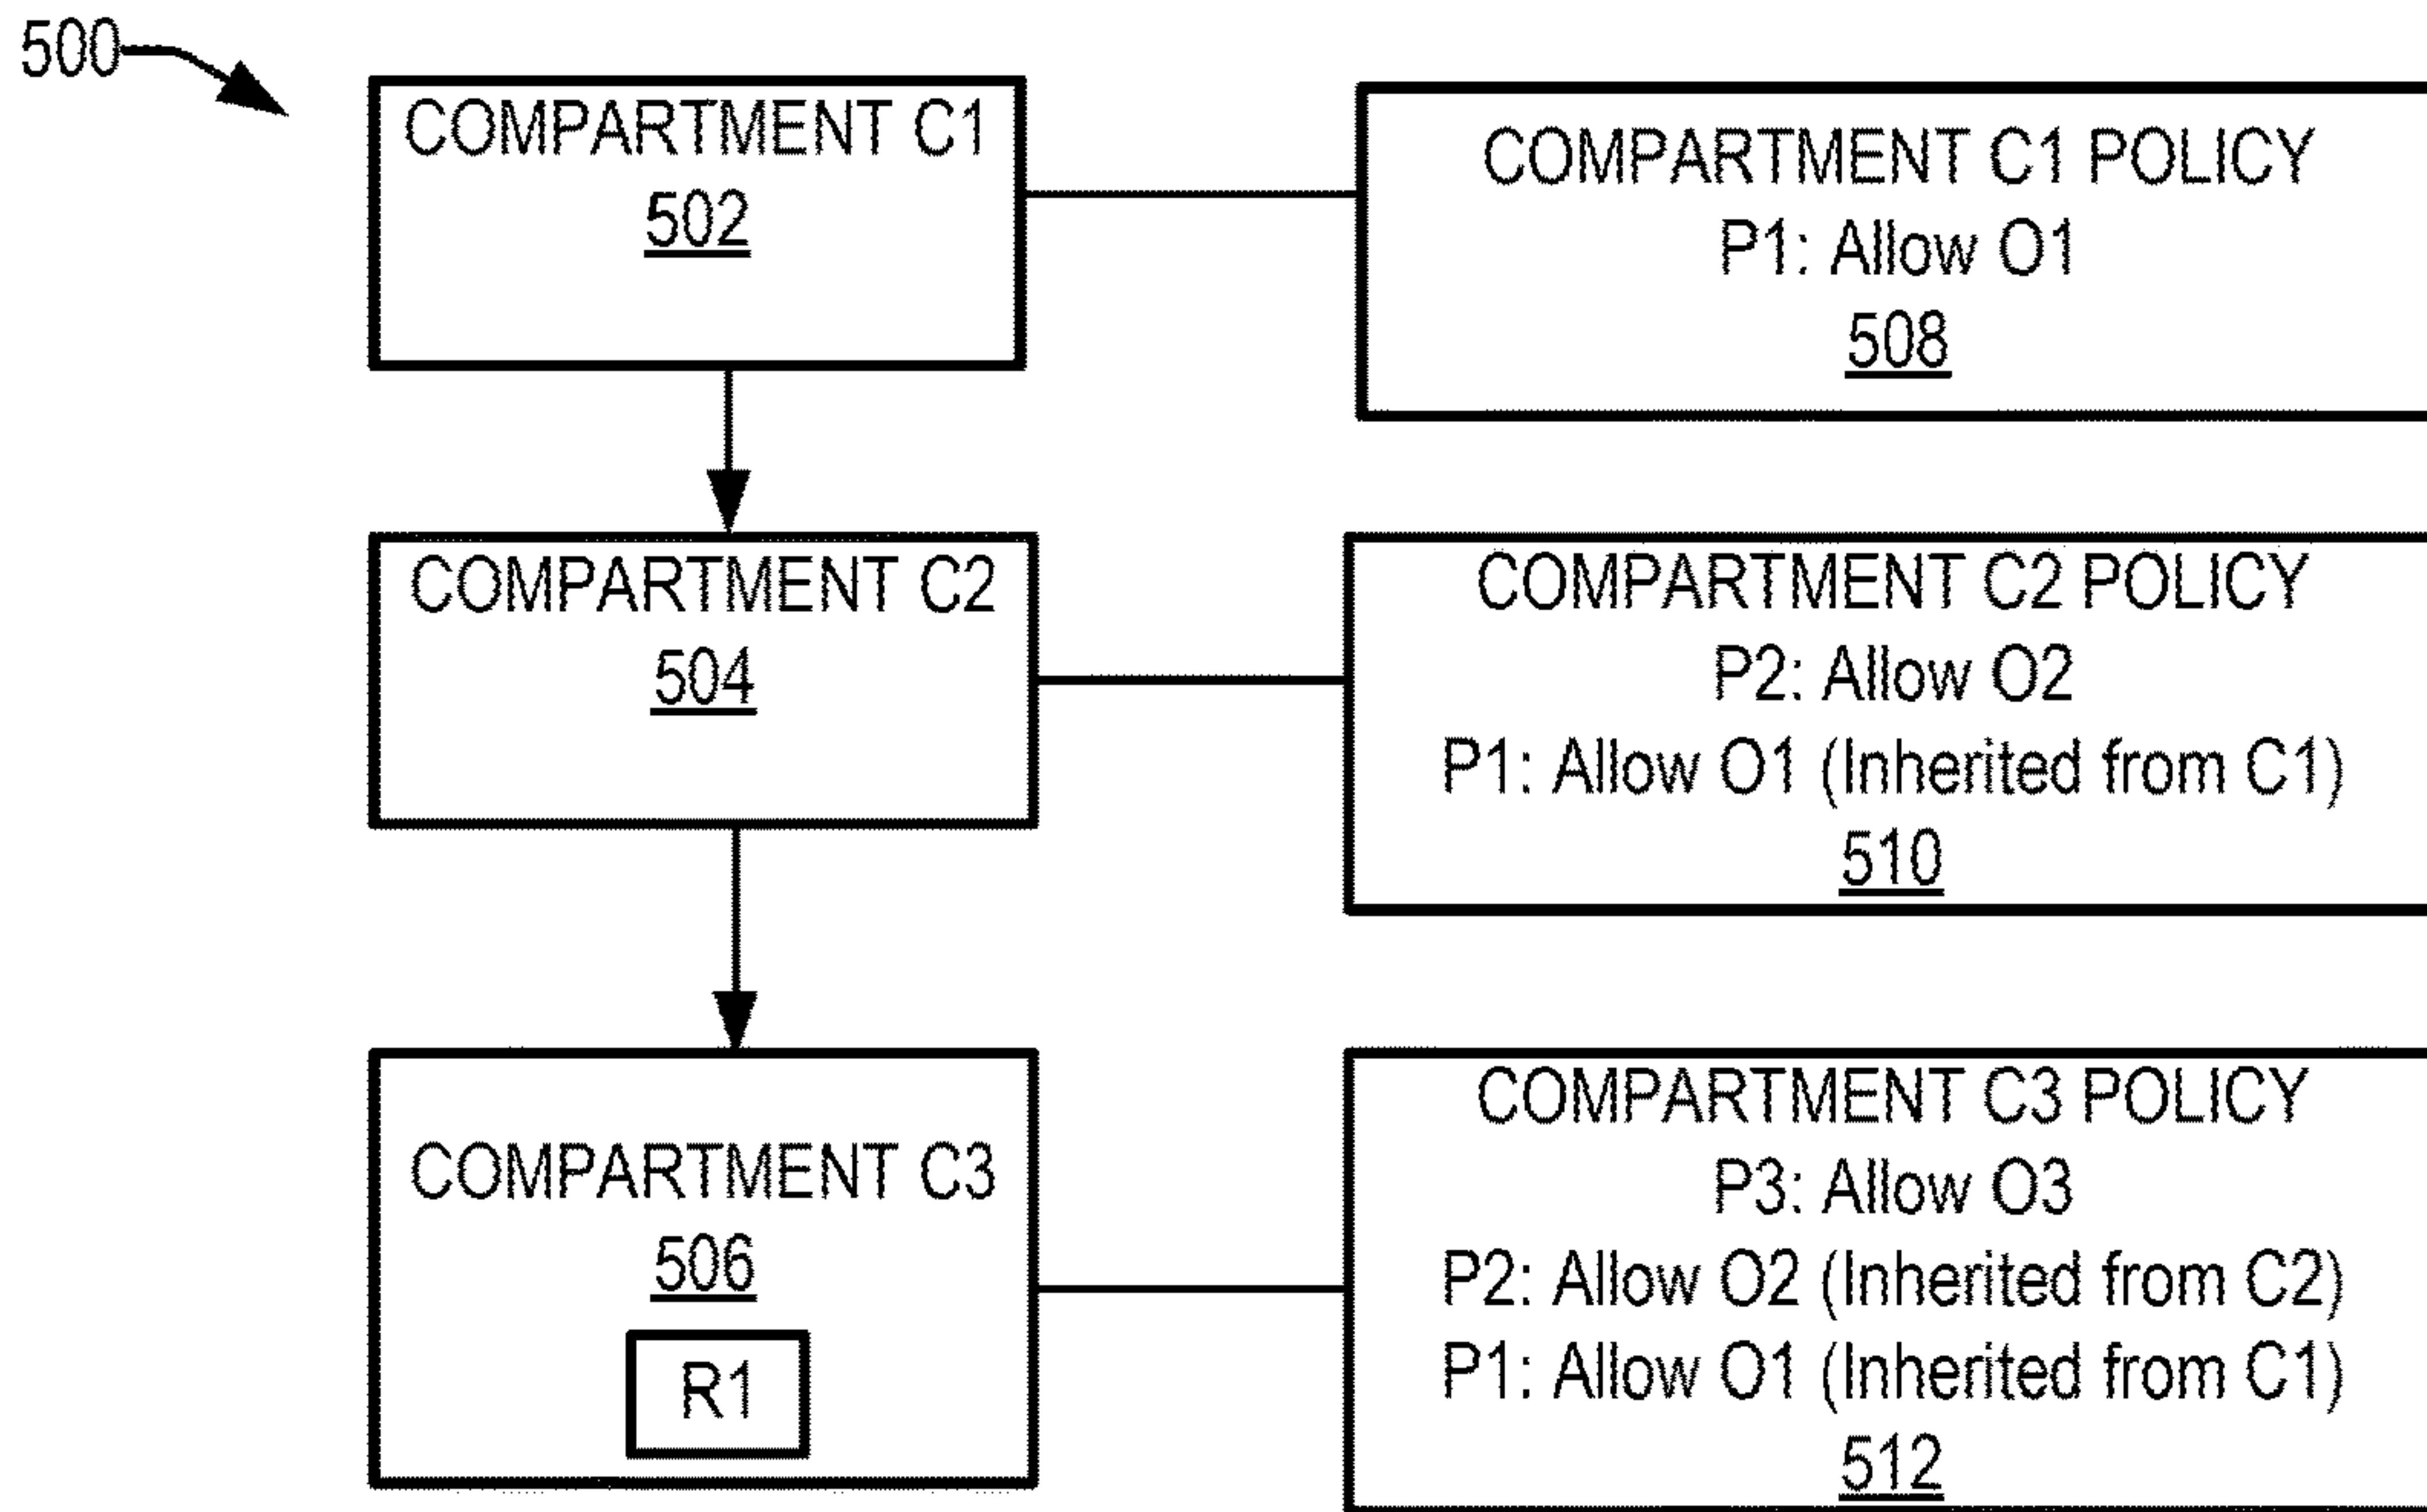 500
COMPARTMENT C1
502
COMPARTMENT C1 POLICY
P1: Allow O1
508
COMPARTMENT C2
504
COMPARTMENT C2 POLICY
P2: Allow O2
P1: Allow O1 (Inherited from C1)
510
COMPARTMENT C3
506
R1
COMPARTMENT C3 POLICY
P3: Allow O3
P2: Allow O2 (Inherited from C2)
P1: Allow O1 (Inherited from C1)
512